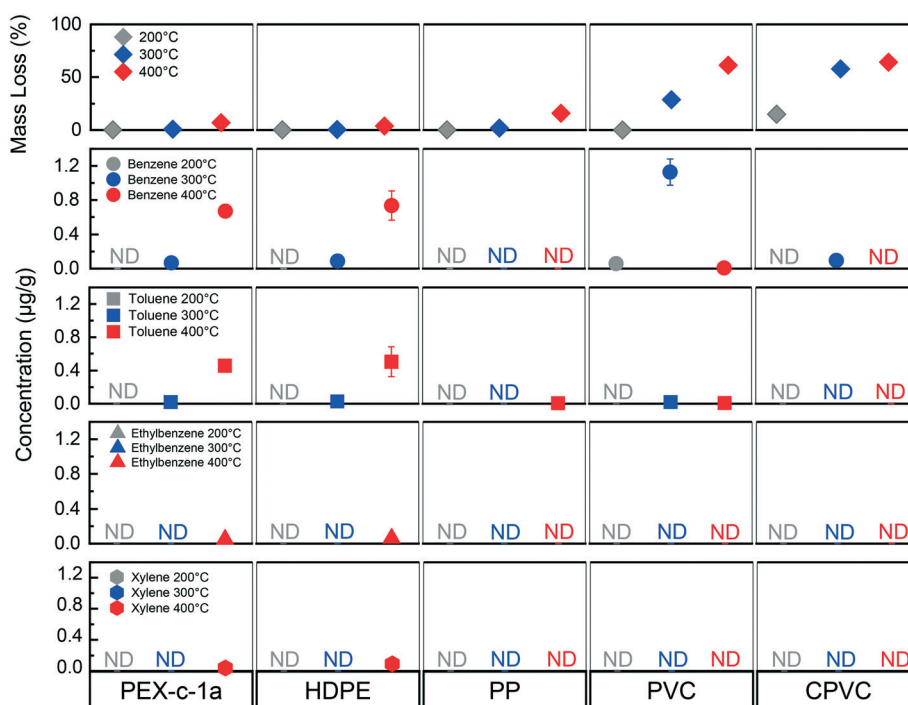 Mass Loss (%)
100
50
0
200°C
300°C
400°C
Concentration (µg/g)
1.2
0.8
0.4
0.0
Benzene 200°C
Benzene 300°C
Benzene 400°C
ND
ND
ND ND ND
ND ND
1.2
0.8
0.4
0.0
Toluene 200°C
Toluene 300°C
Toluene 400°C
ND
ND
ND ND
ND
ND ND ND
1.2
0.8
0.4
0.0
Ethylbenzene 200°C
Ethylbenzene 300°C
Ethylbenzene 400°C
ND ND
ND ND
ND ND ND
ND ND ND
ND ND ND
1.2
0.8
0.4
0.0
Xylene 200°C
Xylene 300°C
Xylene 400°C
ND ND
ND ND
ND ND ND
ND ND ND
ND ND ND
PEX-c-1a HDPE PP PVC CPVC